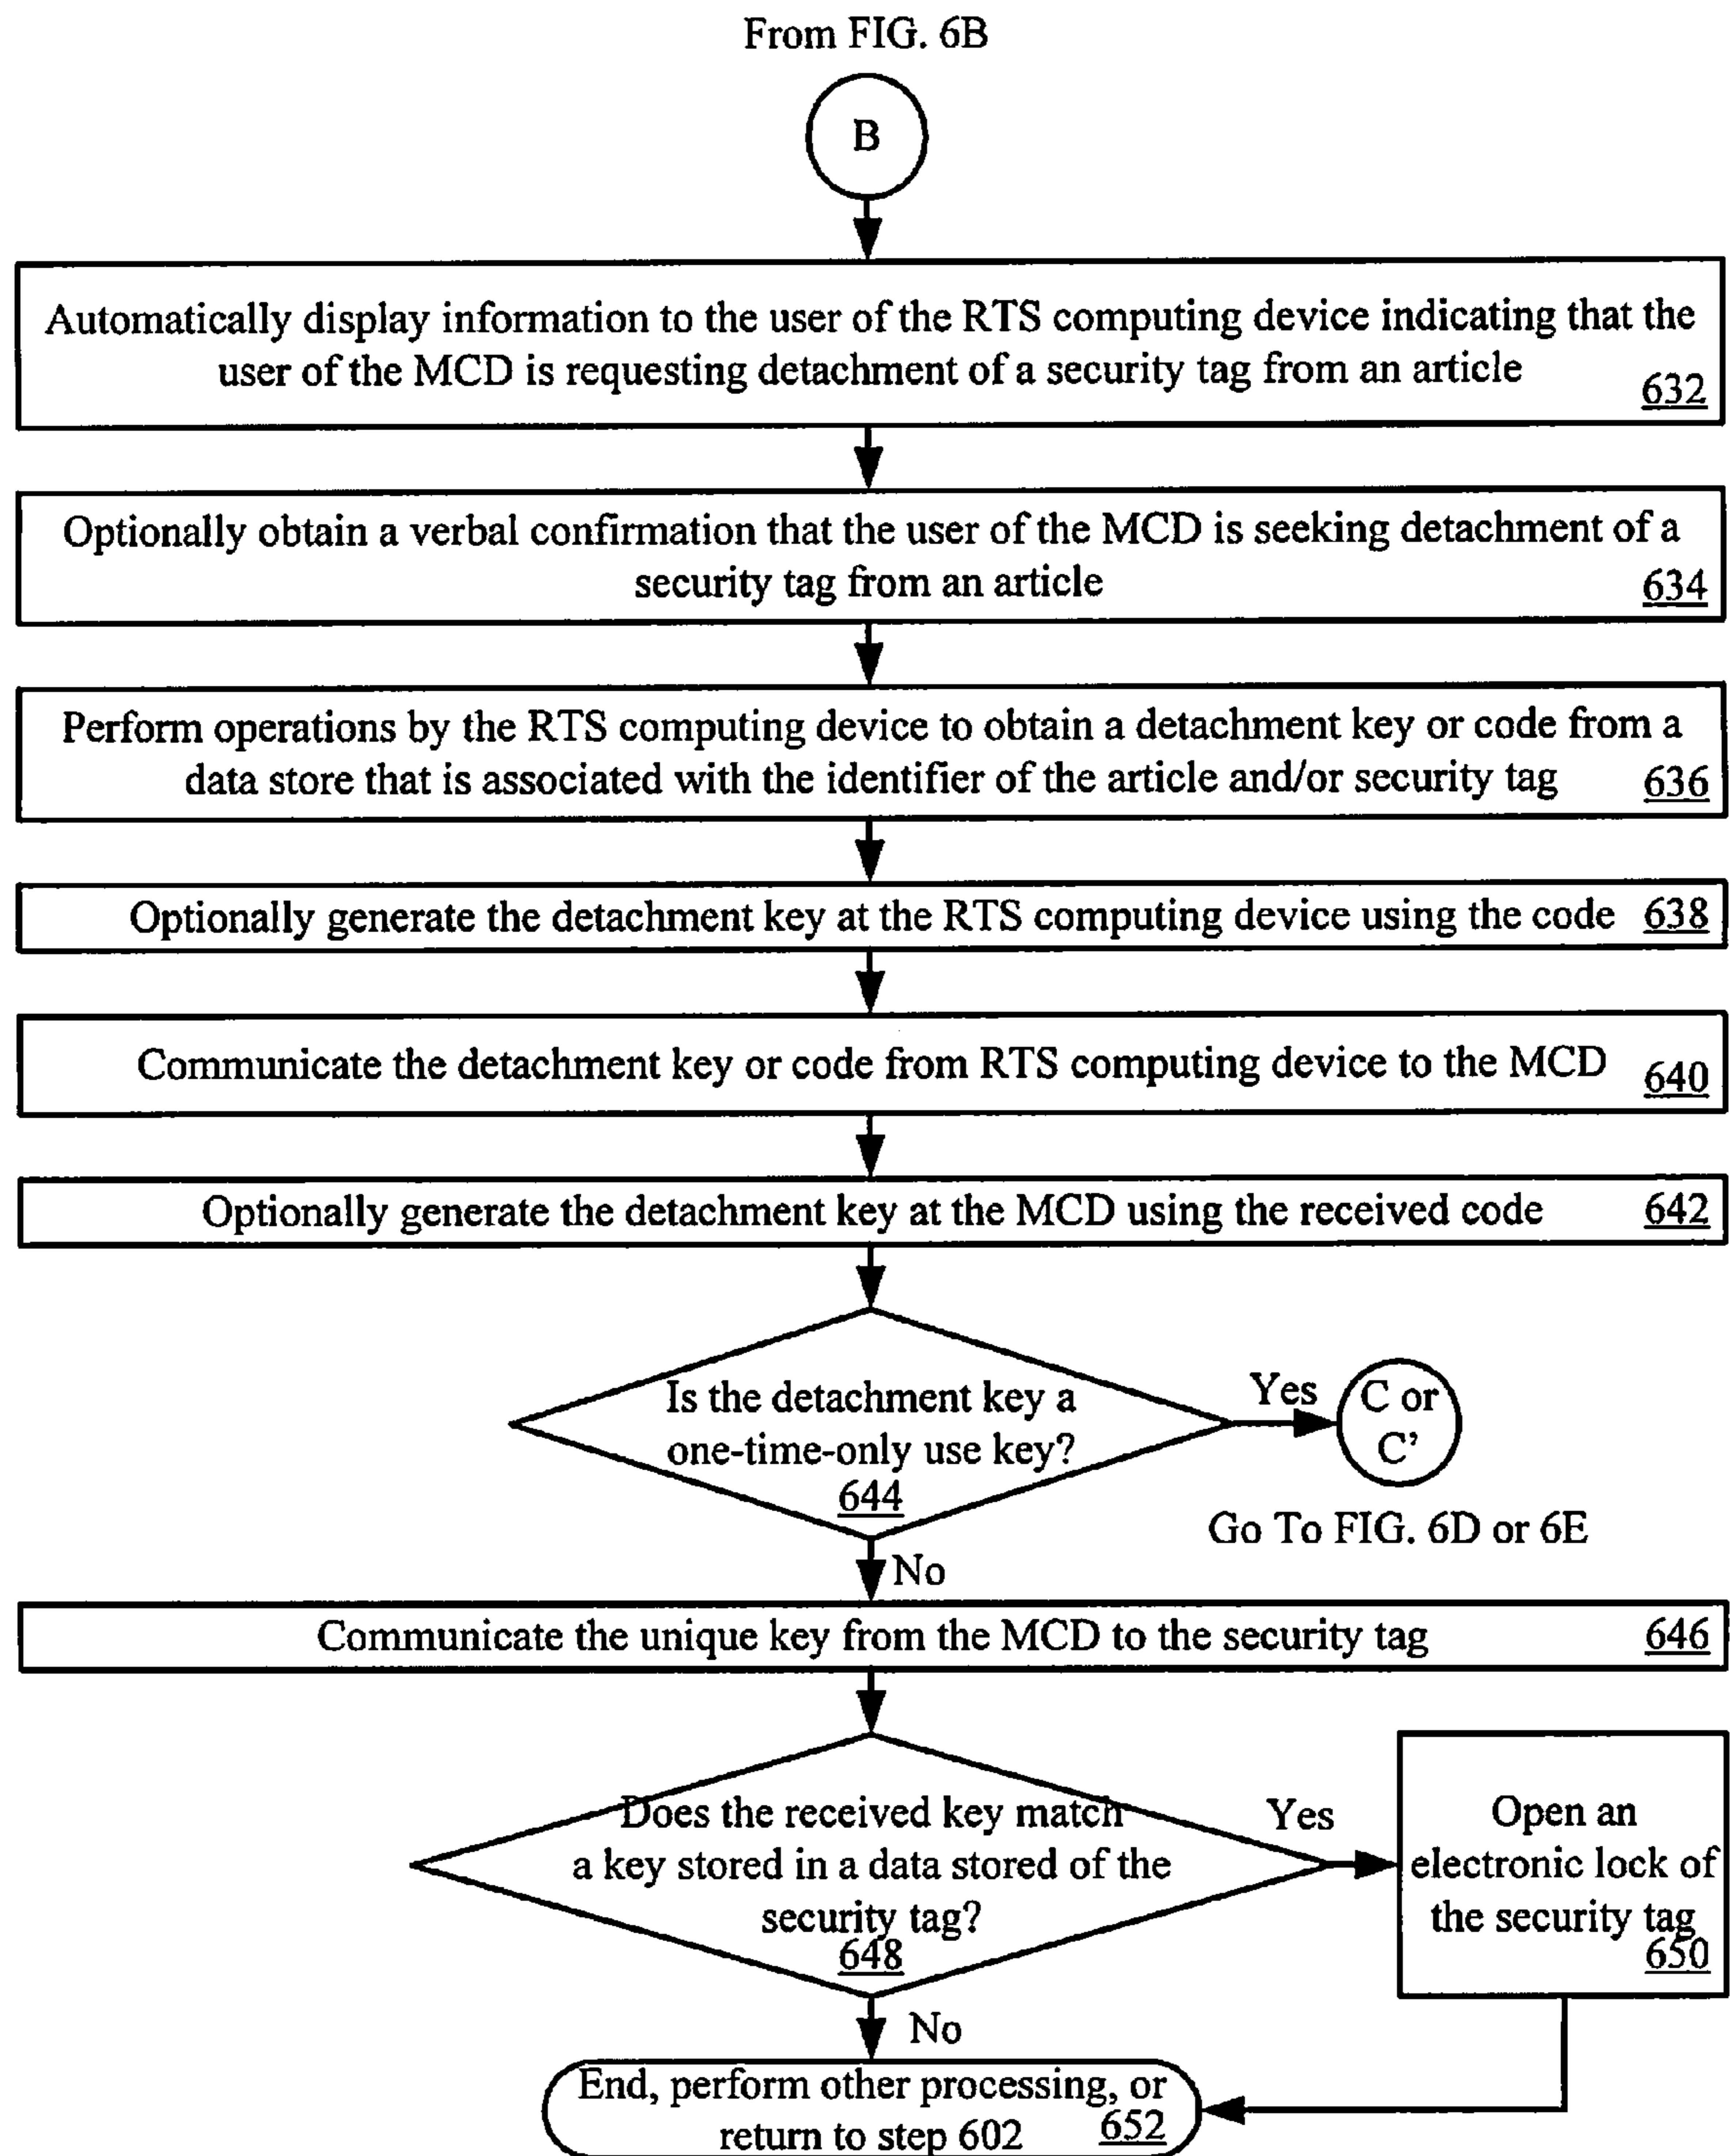 From FIG. 6B
B
Automatically display information to the user of the RTS computing device indicating that the
user of the MCD is requesting detachment of a security tag from an article
632
Optionally obtain a verbal confirmation that the user of the MCD is seeking detachment of a
security tag from an article
634
Perform operations by the RTS computing device to obtain a detachment key or code from a
data store that is associated with the identifier of the article and/or security tag
636
Optionally generate the detachment key at the RTS computing device using the code 638
Communicate the detachment key or code from RTS computing device to the MCD 640
Optionally generate the detachment key at the MCD using the received code 642
Is the detachment key a
one-time-only use key?
644
Yes
C or
C’
Go To FIG. 6D or 6E
No
Communicate the unique key from the MCD to the security tag 646
Does the received key match
a key stored in a data stored of the
security tag?
648
Yes
Open an
electronic lock of
the security tag
650
No
End, perform other processing, or
return to step 602 652